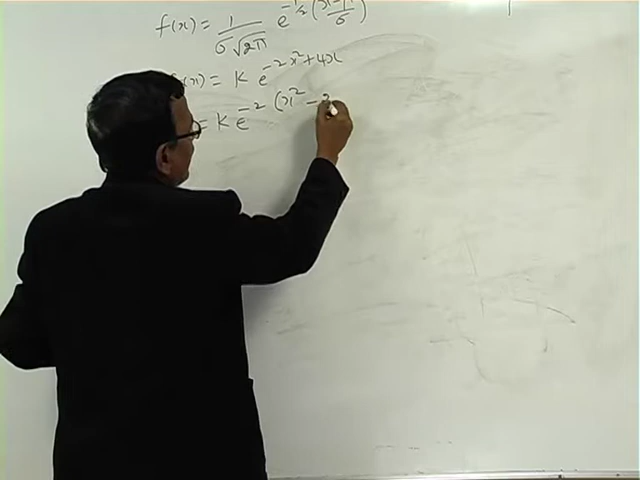 f(x) = 1/(σ√2π) e^{-1/2 (x-μ/σ)}
f(x) = K e^{-2x²+4x}
= K e^{-2 (x² - 2